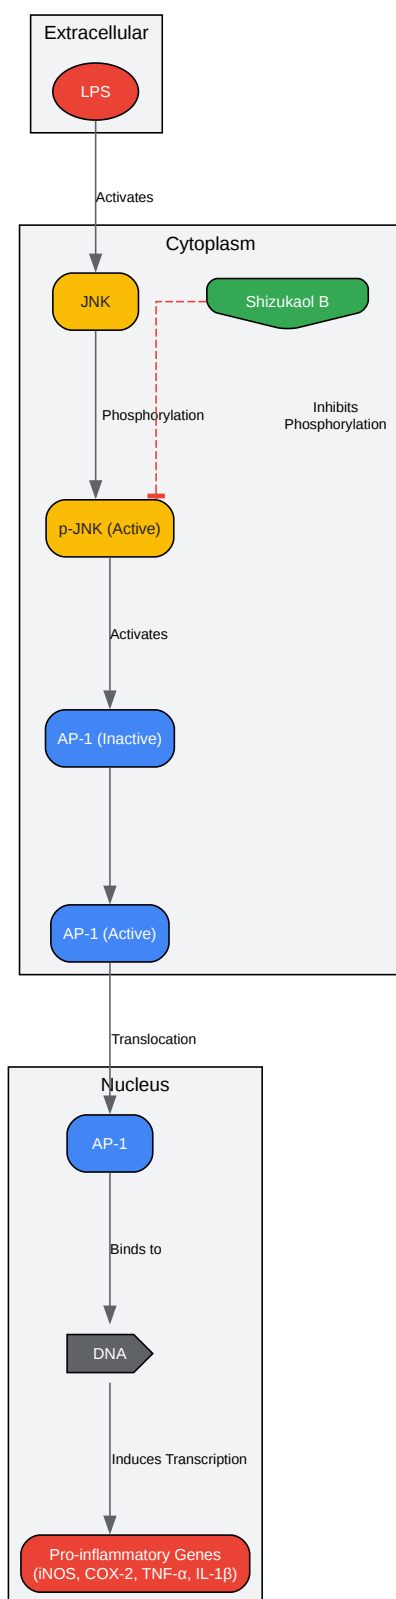 Extracellular
LPS
Activates
Cytoplasm
JNK
Shizukaol B
Phosphorylation
Inhibits
Phosphorylation
p-JNK (Active)
Activates
AP-1 (Inactive)
AP-1 (Active)
Translocation
Nucleus
AP-1
Binds to
DNA
Induces Transcription
Pro-inflammatory Genes
(iNOS, COX-2, TNF-α, IL-1β)